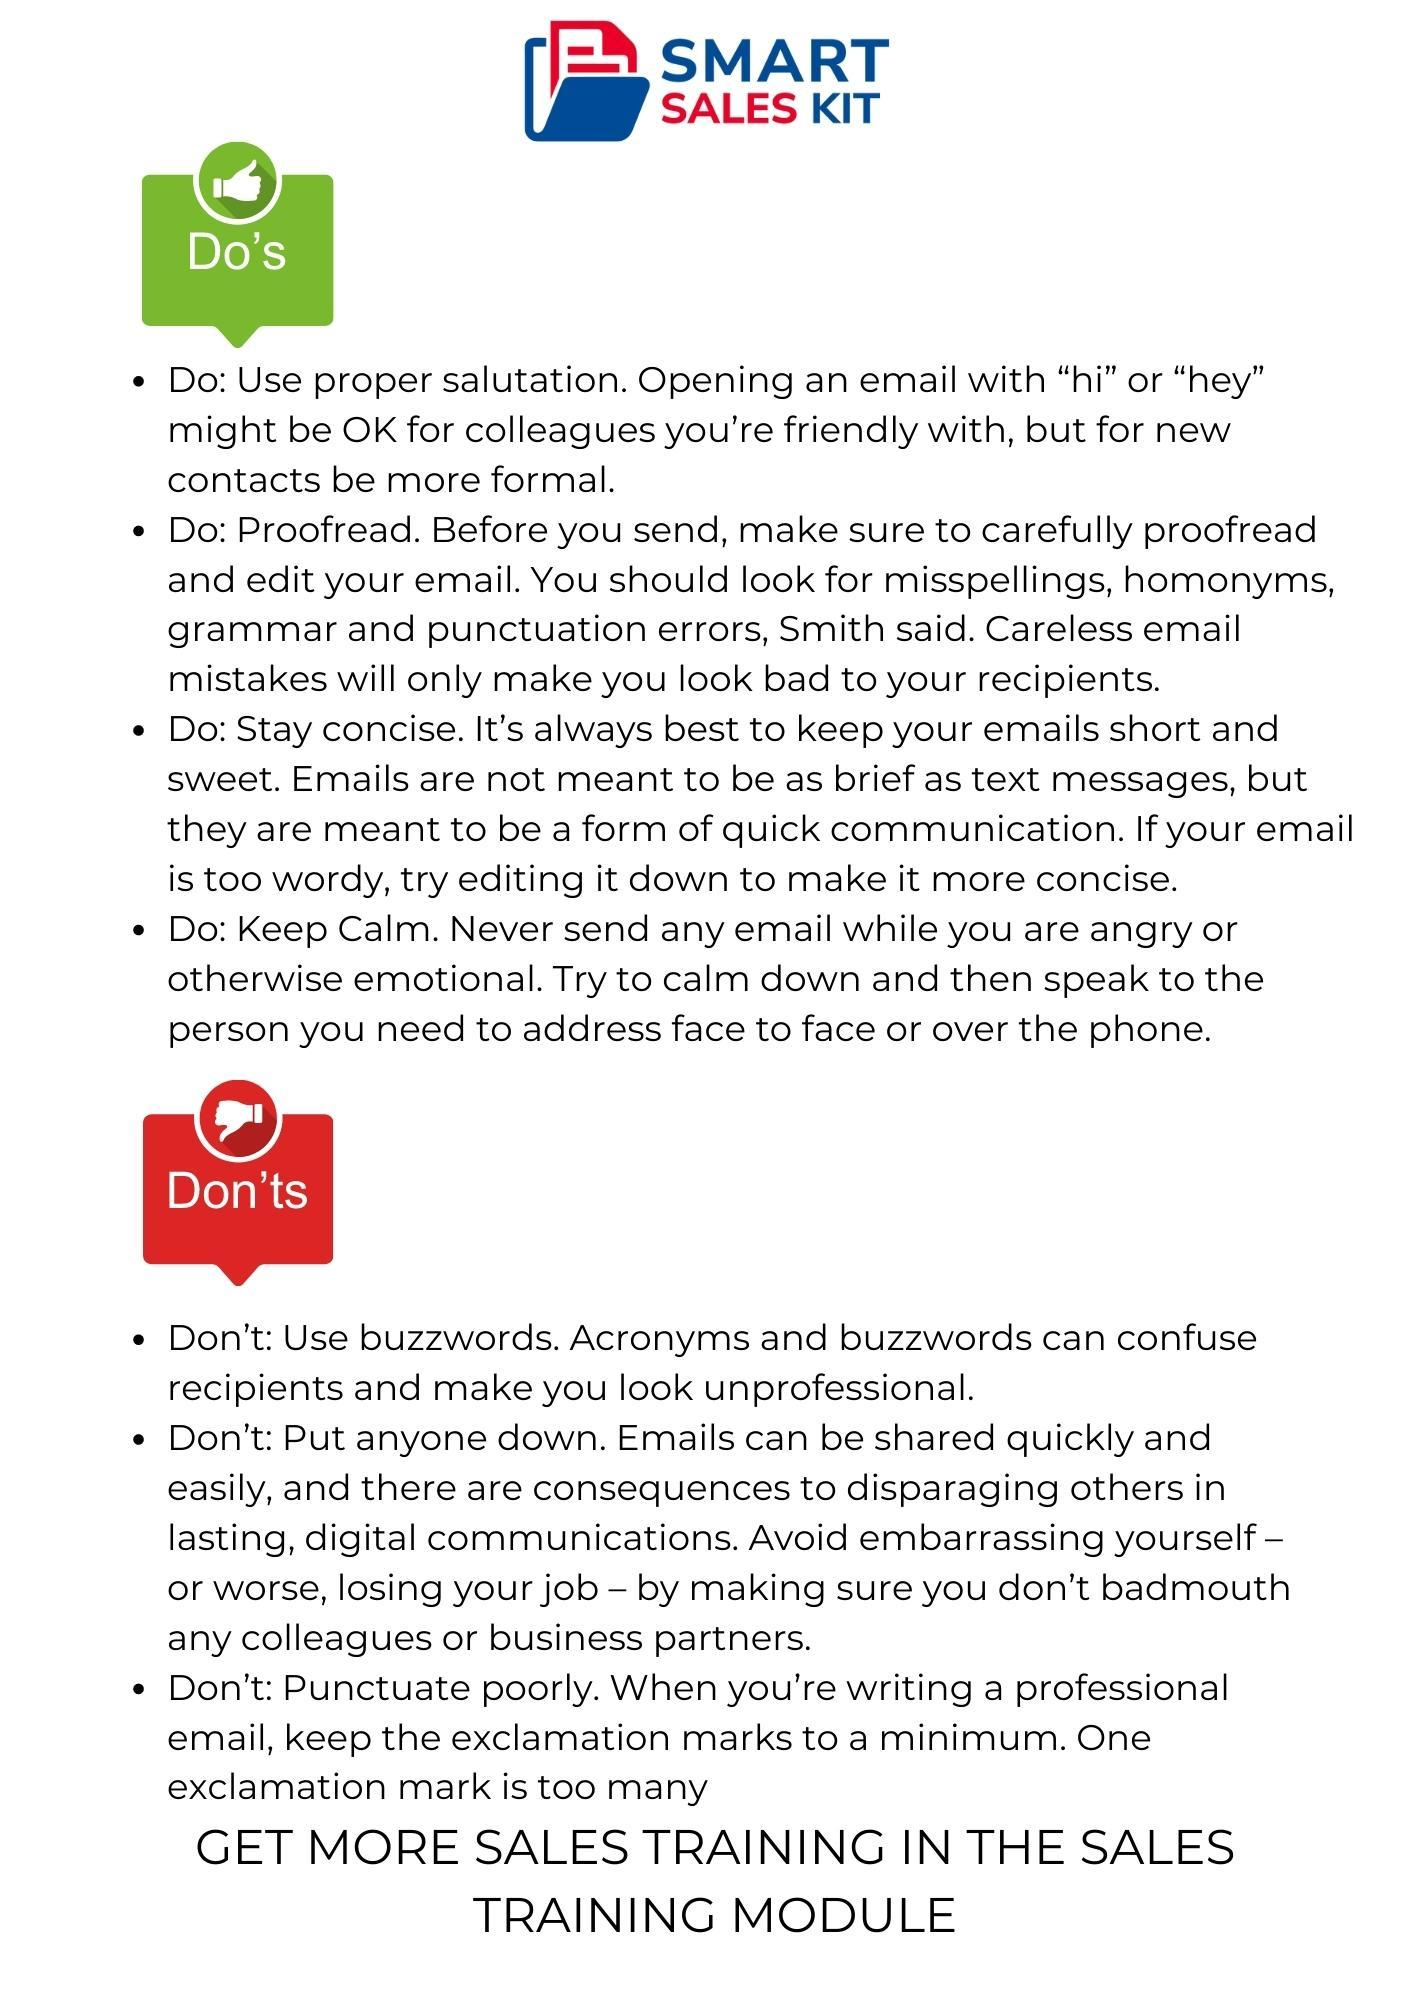 SMART
SALES KIT
Do’s
• Do: Use proper salutation. Opening an email with “hi” or “hey”
might be OK for colleagues you’re friendly with, but for new
contacts be more formal.
• Do: Proofread. Before you send, make sure to carefully proofread
and edit your email. You should look for misspellings, homonyms,
grammar and punctuation errors, Smith said. Careless email
mistakes will only make you look bad to your recipients.
• Do: Stay concise. It’s always best to keep your emails short and
sweet. Emails are not meant to be as brief as text messages, but
they are meant to be a form of quick communication. If your email
is too wordy, try editing it down to make it more concise.
• Do: Keep Calm. Never send any email while you are angry or
otherwise emotional. Try to calm down and then speak to the
person you need to address face to face or over the phone.
Don’ts
• Don’t: Use buzzwords. Acronyms and buzzwords can confuse
recipients and make you look unprofessional.
• Don’t: Put anyone down. Emails can be shared quickly and
easily, and there are consequences to disparaging others in
lasting, digital communications. Avoid embarrassing yourself –
or worse, losing your job – by making sure you don’t badmouth
any colleagues or business partners.
• Don’t: Punctuate poorly. When you’re writing a professional
email, keep the exclamation marks to a minimum. One
exclamation mark is too many
GET MORE SALES TRAINING IN THE SALES
TRAINING MODULE